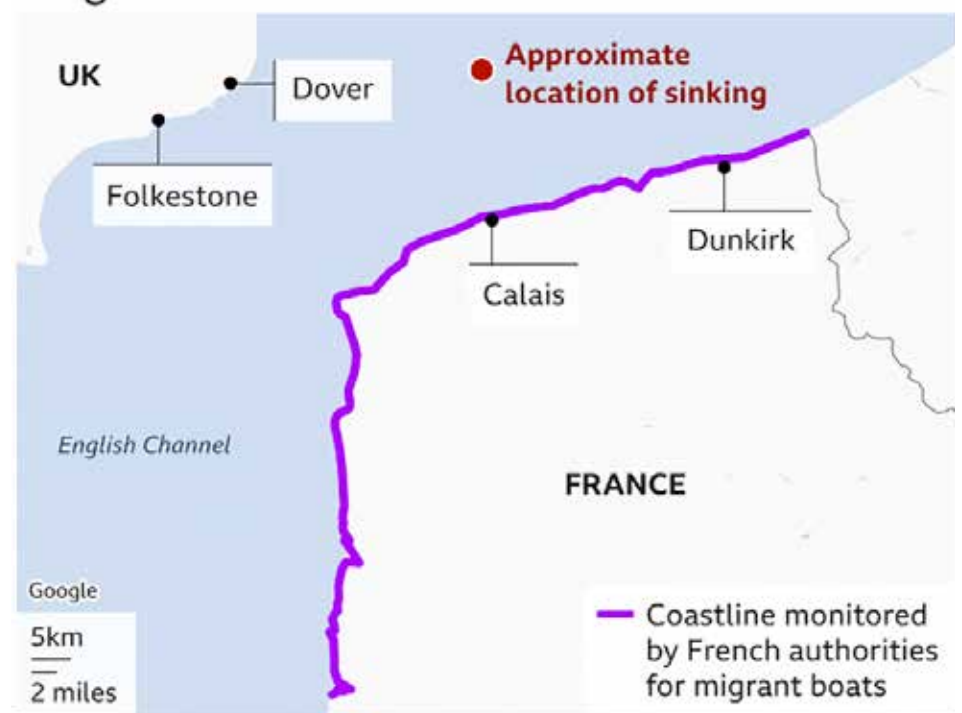 UK
Dover
Folkestone
Approximate
location of sinking
Dunkirk
Calais
English Channel
FRANCE
Google
5km
2 miles
Coastline monitored
by French authorities
for migrant boats